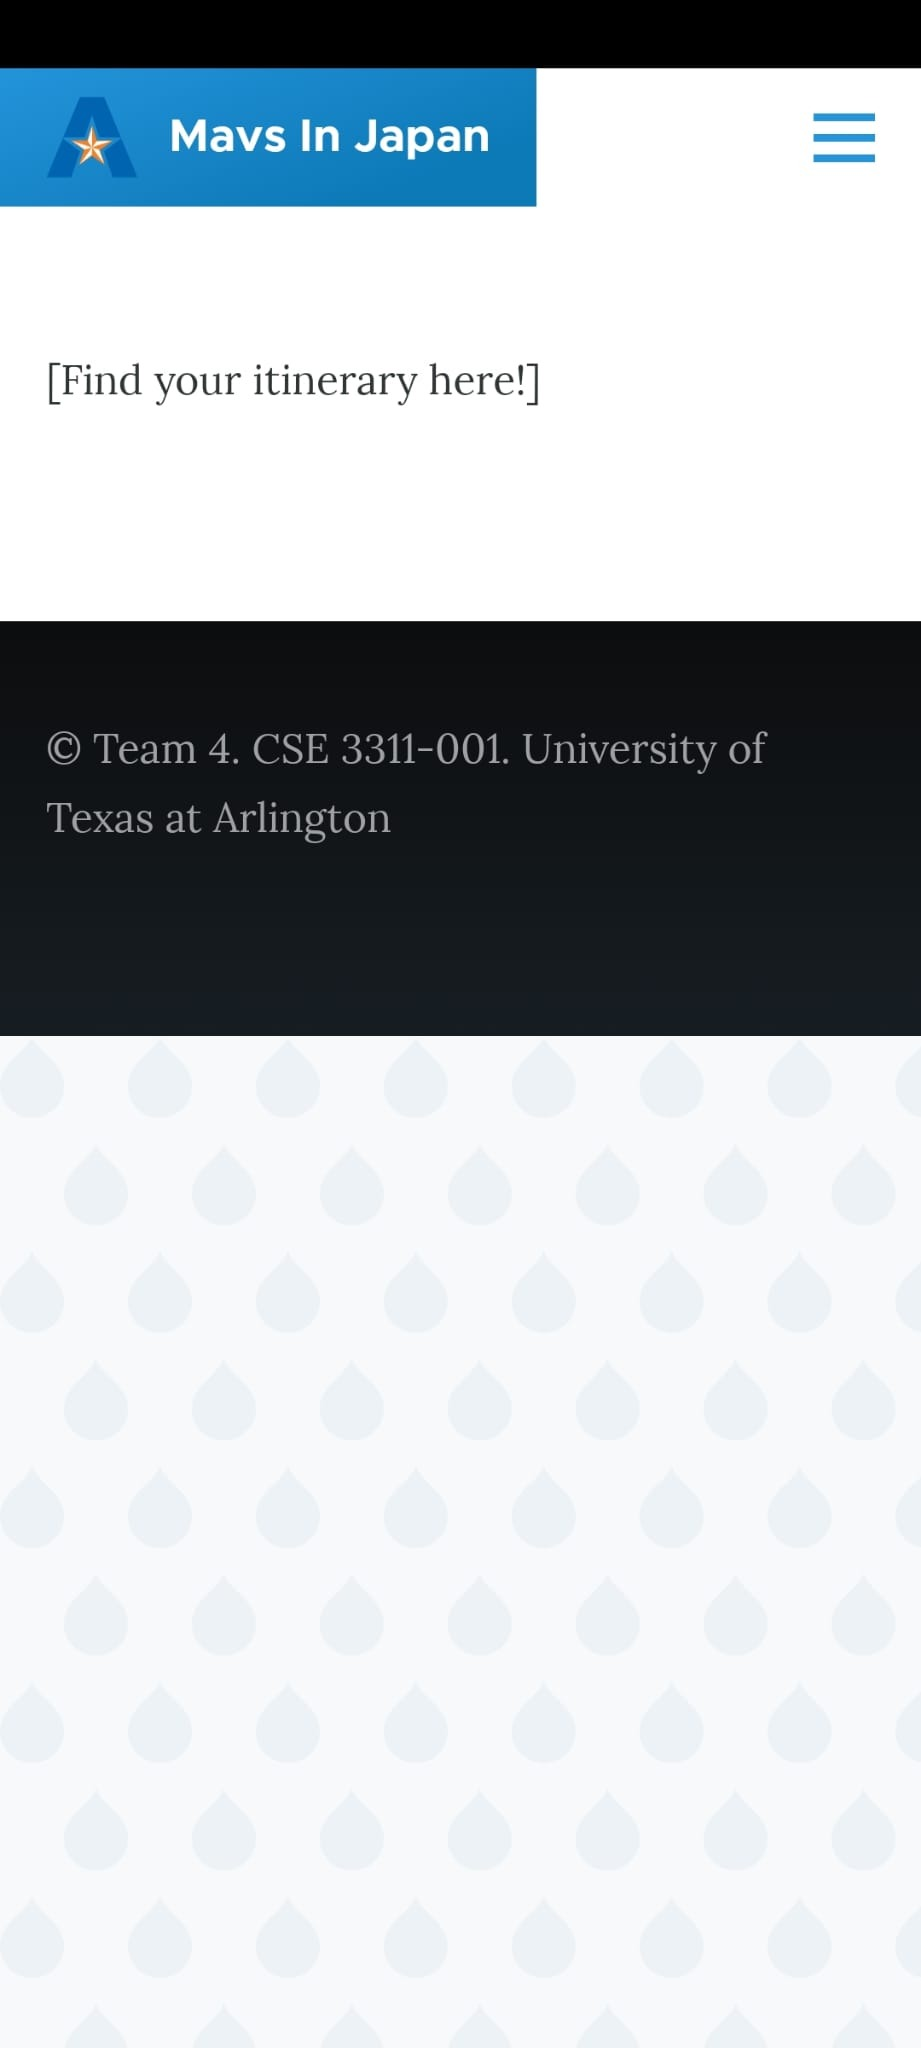 Mavs In Japan
[Find your itinerary here!]
© Team 4. CSE 3311-001. University of
Texas at Arlington